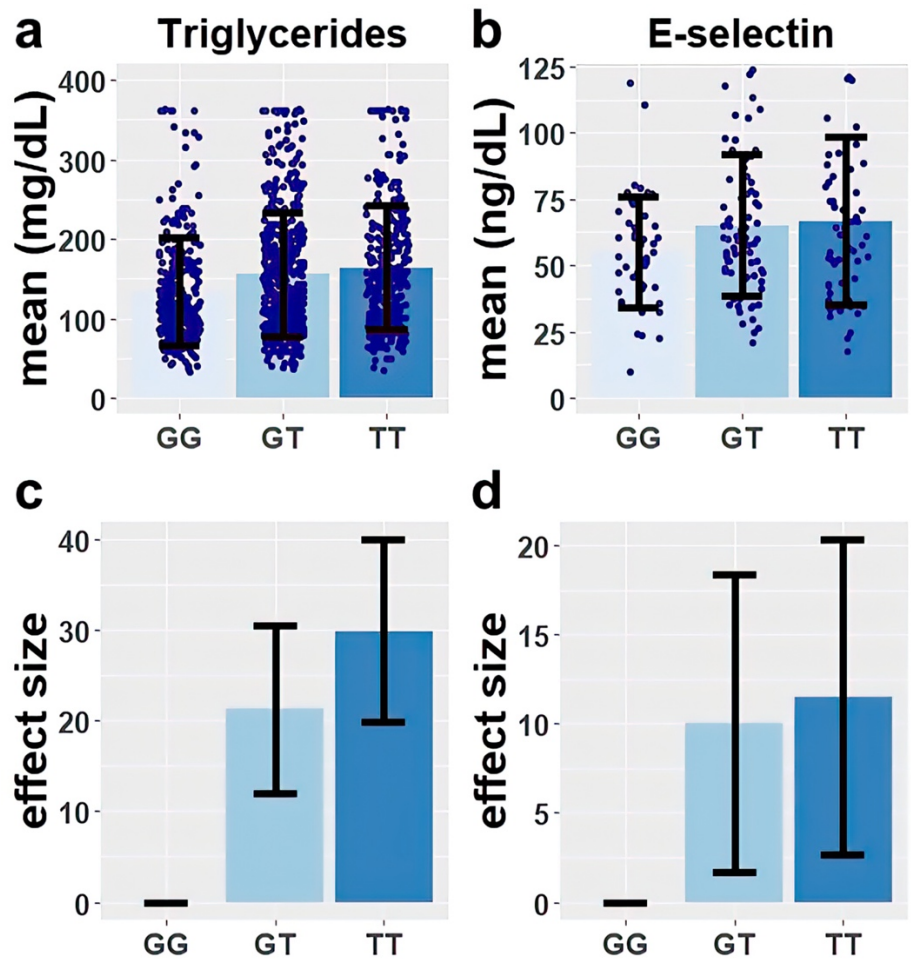 a Triglycerides
mean (mg/dL)
400
300
200
100
0
GG GT TT
b E-selectin
mean (ng/dL)
125
100
75
50
25
0
GG GT TT
c
effect size
40
30
20
10
0
GG GT TT
d
effect size
20
15
10
5
0
GG GT TT